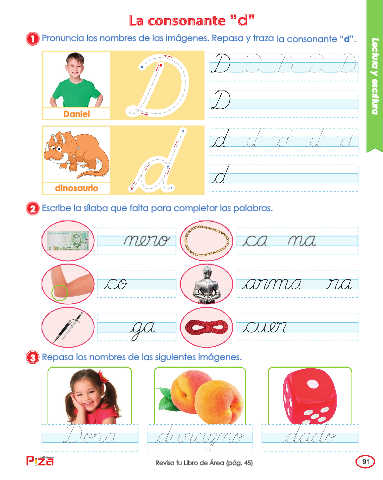 La consonante "d"
1 Pronuncia los nombres de las imágenes. Repasa y traza la consonante "d".
Lectura y escritura
D
Daniel
D
d
dinosaurio
d
2 Escribe la sílaba que falta para completar las palabras.
nero
ca na
co
arma ra
ga
cuer
3 Repasa los nombres de las siguientes imágenes.
Dora
durazno
dado
Piza
Revisa tu Libro de Área (pág. 45)
91